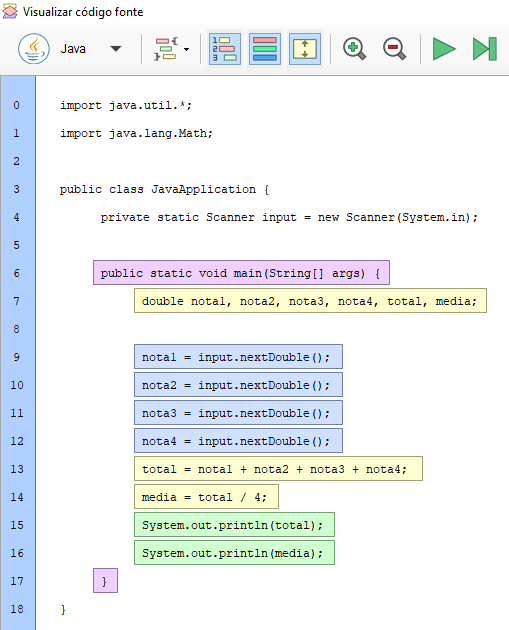 Visualizar código fonte
Java
0 import java.util.*;
1 import java.lang.Math;
2
3 public class JavaApplication {
4 private static Scanner input = new Scanner(System.in);
5
6 public static void main(String[] args) {
7 double nota1, nota2, nota3, nota4, total, media;
8
9 nota1 = input.nextDouble();
10 nota2 = input.nextDouble();
11 nota3 = input.nextDouble();
12 nota4 = input.nextDouble();
13 total = nota1 + nota2 + nota3 + nota4;
14 media = total / 4;
15 System.out.println(total);
16 System.out.println(media);
17 }
18 }